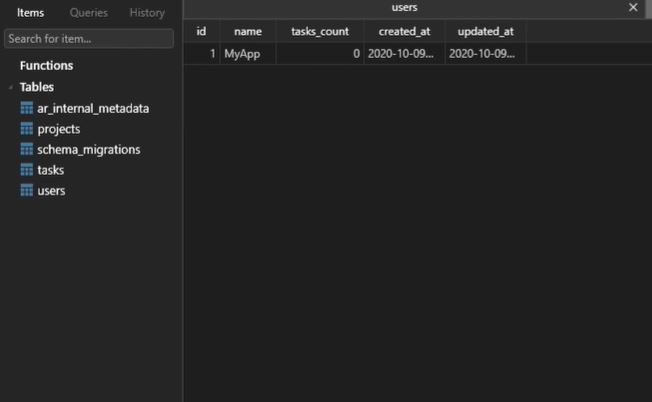 Items Queries History
Search for item...
Functions
Tables
ar_internal_metadata
projects
schema_migrations
tasks
users
users
id name tasks_count created_at updated_at
1 MyApp 0 2020-10-09... 2020-10-09...